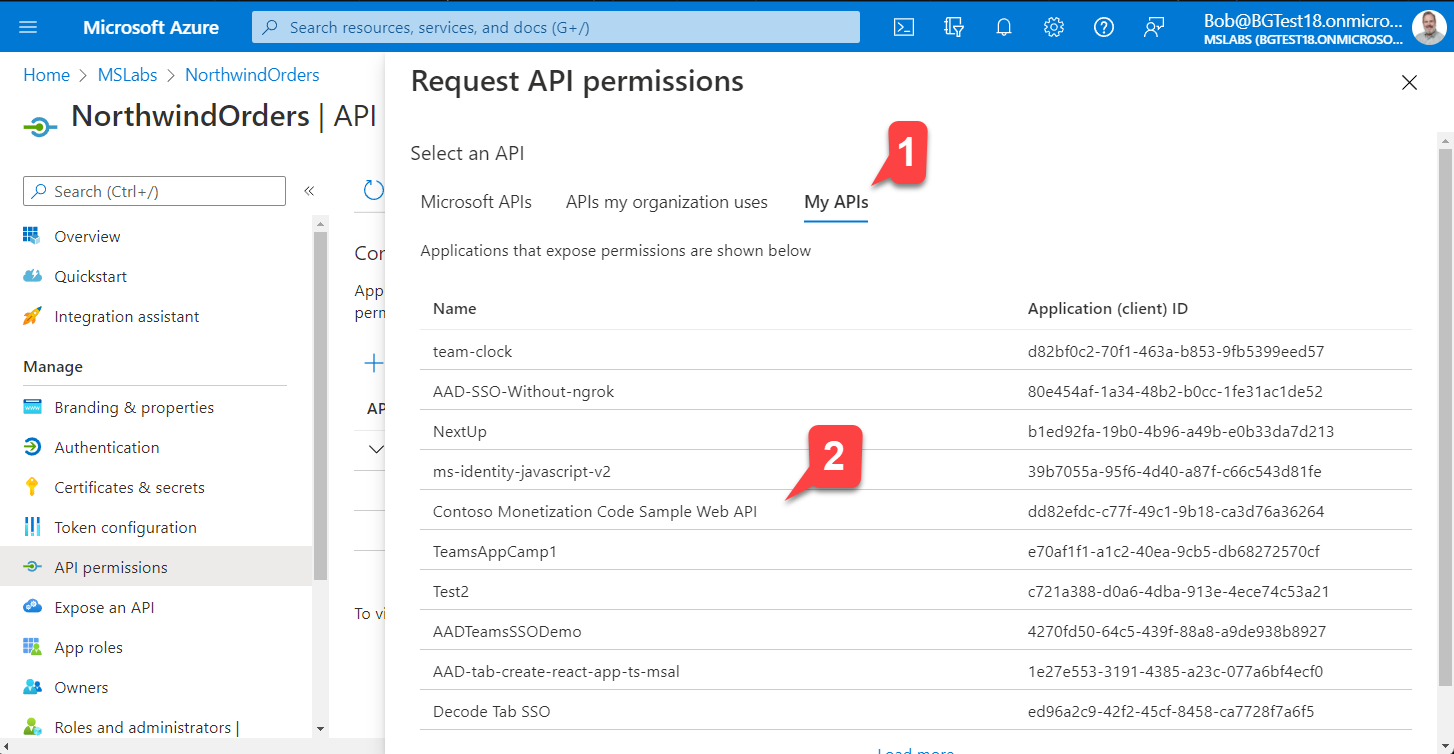 Microsoft Azure
Search resources, services, and docs (G+/)
Bob@BGTest18.onmicro...
MSLABS (BGTEST18.ONMICROSO...
Home > MSLabs > NorthwindOrders
NorthwindOrders | API
Search (Ctrl+/)
«
Overview
Quickstart
Integration assistant
Manage
Branding & properties
Authentication
Certificates & secrets
Token configuration
API permissions
Expose an API
App roles
Owners
Roles and administrators |
Cor
App
perm
AP
To vi
Request API permissions
Select an API
1
Microsoft APIs
APIs my organization uses
My APIs
Applications that expose permissions are shown below
Name Application (client) ID
team-clock d82bf0c2-70f1-463a-b853-9fb5399eed57
AAD-SSO-Without-ngrok 80e454af-1a34-48b2-b0cc-1fe31ac1de52
NextUp b1ed92fa-19b0-4b96-a49b-e0b33da7d213
2
ms-identity-javascript-v2 39b7055a-95f6-4d40-a87f-c66c543d81fe
Contoso Monetization Code Sample Web API dd82efdc-c77f-49c1-9b18-ca3d76a36264
TeamsAppCamp1 e70af1f1-a1c2-40ea-9cb5-db68272570cf
Test2 c721a388-d0a6-4dba-913e-4ece74c53a21
AADTeamsSSODemo 4270fd50-64c5-439f-88a8-a9de938b8927
AAD-tab-create-react-app-ts-msal 1e27e553-3191-4385-a23c-077a6bf4ecf0
Decode Tab SSO ed96a2c9-42f2-45cf-8458-ca7728f7a6f5
Load more